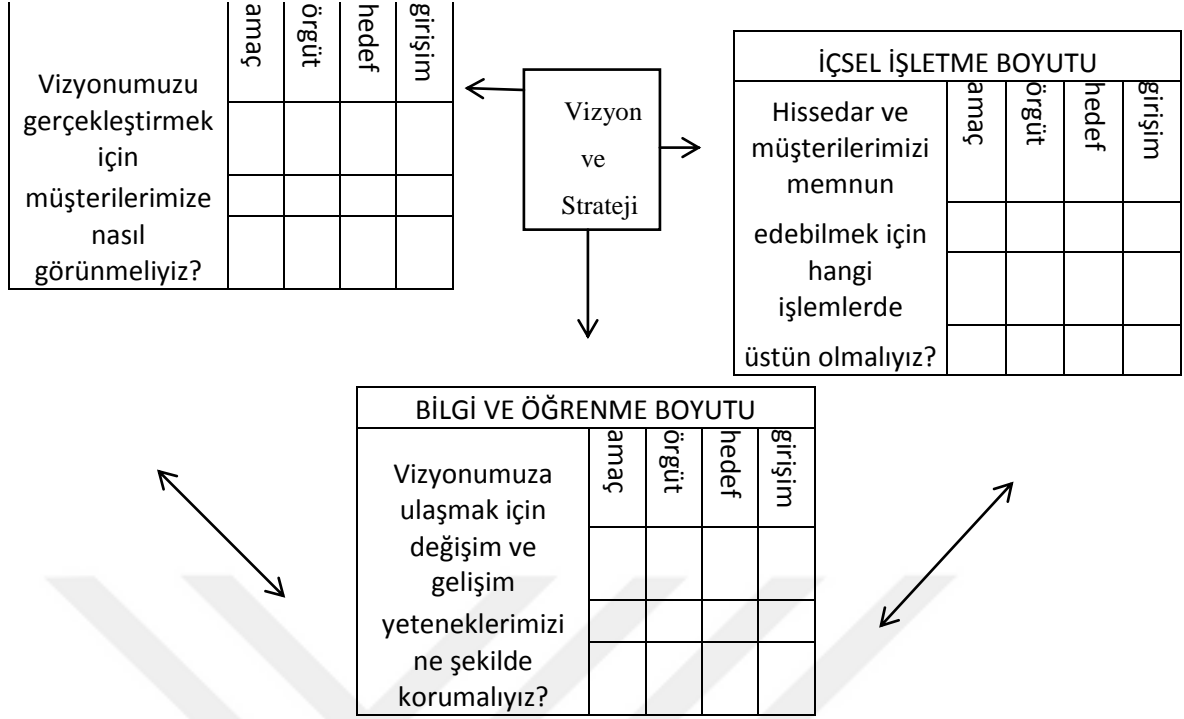 amaç
örgüt
hedef
girişim
Vizyonumuzu
gerçekleştirmek
için
müşterilerimize
nasıl
görünmeliyiz?
Vizyon
ve
Strateji
İÇSEL İŞLETME BOYUTU
amaç
örgüt
hedef
girişim
Hissedar ve
müşterilerimizi
memnun
edebilmek için
hangi
işlemlerde
üstün olmalıyız?
BİLGİ VE ÖĞRENME BOYUTU
amaç
örgüt
hedef
girişim
Vizyonumuza
ulaşmak için
değişim ve
gelişim
yeteneklerimizi
ne şekilde
korumalıyız?